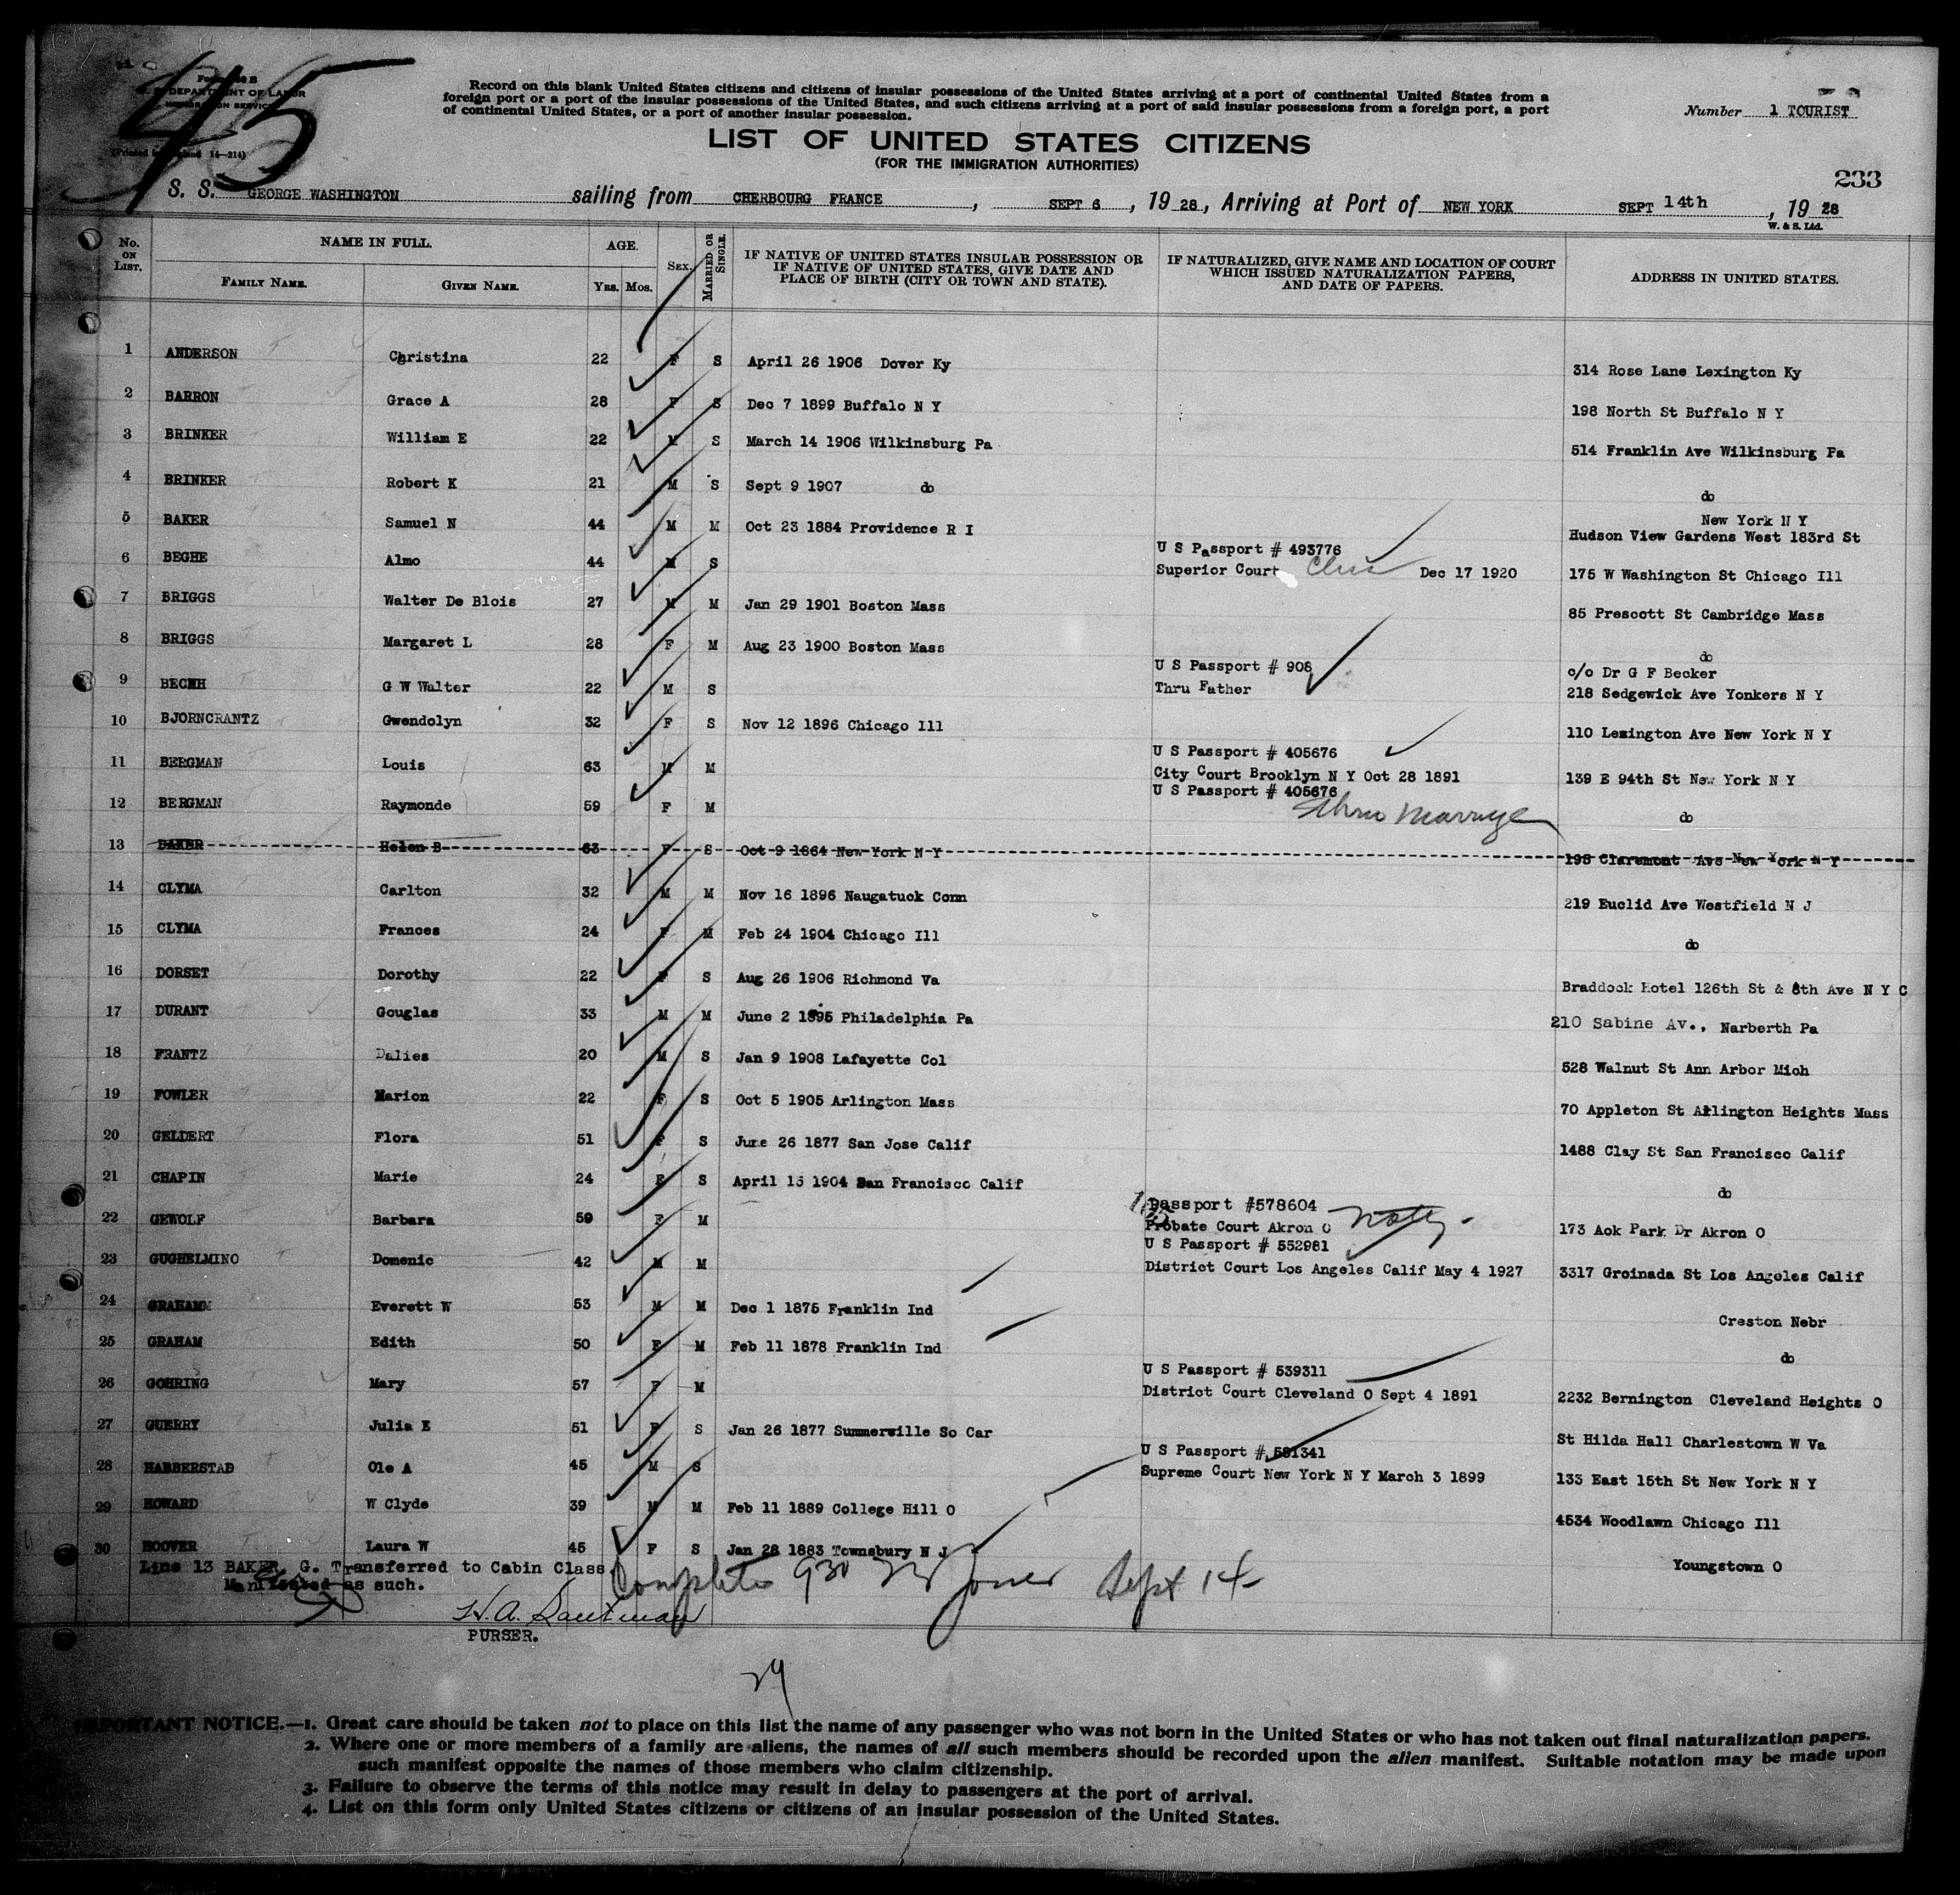 45
Form 630 B
U. S. DEPARTMENT OF LABOR
IMMIGRATION SERVICE
(Printed in England 14—214)
Record on this blank United States citizens and citizens of insular possessions of the United States arriving at a port of continental United States from a
foreign port or a port of the insular possessions of the United States, and such citizens arriving at a port of said insular possessions from a foreign port, a port
of continental United States, or a port of another insular possession.
Number 1 TOURIST
LIST OF UNITED STATES CITIZENS
(FOR THE IMMIGRATION AUTHORITIES)
233
S. S. GEORGE WASHINGTON sailing from CHERBOURG FRANCE, SEPT 6, 19 28, Arriving at Port of NEW YORK SEPT 14th, 19 28
W. & S. Ltd.
No. ON LIST. NAME IN FULL. FAMILY NAME. GIVEN NAME. AGE. YRS. MOS. SEX. MARRIED OR SINGLE. IF NATIVE OF UNITED STATES INSULAR POSSESSION OR IF NATIVE OF UNITED STATES, GIVE DATE AND PLACE OF BIRTH (CITY OR TOWN AND STATE). IF NATURALIZED, GIVE NAME AND LOCATION OF COURT WHICH ISSUED NATURALIZATION PAPERS, AND DATE OF PAPERS. ADDRESS IN UNITED STATES.
1 ANDERSON Christina 22 F S April 26 1906 Dover Ky 314 Rose Lane Lexington Ky
2 BARRON Grace A 28 F S Dec 7 1899 Buffalo N Y 198 North St Buffalo N Y
3 BRINKER William E 22 M S March 14 1906 Wilkinsburg Pa 514 Franklin Ave Wilkinsburg Pa
4 BRINKER Robert K 21 M S Sept 9 1907 do do
5 BAKER Samuel N 44 M M Oct 23 1884 Providence R I New York N Y
Hudson View Gardens West 183rd St
U S Passport # 493776
6 BEGHE Almo 44 M S Superior Court Dec 17 1920 175 W Washington St Chicago Ill
7 BRIGGS Walter De Blois 27 M M Jan 29 1901 Boston Mass 85 Prescott St Cambridge Mass
8 BRIGGS Margaret L 28 F M Aug 23 1900 Boston Mass do
U S Passport # 908 c/o Dr G F Becker
9 G W Walter 22 M S Thru Father 218 Sedgewick Ave Yonkers N Y
10 BJORNCRANTZ Gwendolyn 32 F S Nov 12 1896 Chicago Ill 110 Lexington Ave New York N Y
U S Passport # 405676
11 BERGMAN Louis 63 M M City Court Brooklyn N Y Oct 28 1891 139 E 94th St New York N Y
U S Passport # 405676
12 BERGMAN Raymonde 59 F M thru Marriage do
13 BAKER Helen B 63 F S Oct 9 1864 New York N Y 195 Claremont Ave New York N Y
14 CLYMA Carlton 32 M M Nov 16 1896 Naugatuck Conn 219 Euclid Ave Westfield N J
15 CLYMA Frances 24 F M Feb 24 1904 Chicago Ill do
16 DORSET Dorothy 22 F S Aug 26 1906 Richmond Va Braddock Hotel 126th St & 8th Ave N Y C
17 DURANT Gouglas 33 M M June 2 1895 Philadelphia Pa 210 Sabine Av., Narberth Pa
18 FRANTZ Dalies 20 M S Jan 9 1908 Lafayette Col 528 Walnut St Ann Arbor Mich
19 FOWLER Marion 22 F S Oct 5 1905 Arlington Mass 70 Appleton St Arlington Heights Mass
20 GELDERT Flora 51 F S June 26 1877 San Jose Calif 1488 Clay St San Francisco Calif
21 CHAPIN Marie 24 F S April 15 1904 San Francisco Calif do
Passport #578604
22 GEWOLF Barbara 59 F M Probate Court Akron O 173 Aok Park Dr Akron O
U S Passport # 552981
23 GUGHELMINO Domenic 42 M M District Court Los Angeles Calif May 4 1927 3317 Groinada St Los Angeles Calif
24 GRAHAM Everett W 53 M M Dec 1 1875 Franklin Ind Creston Nebr
25 GRAHAM Edith 50 F M Feb 11 1878 Franklin Ind do
U S Passport # 539311
26 GOHRING Mary 57 F M District Court Cleveland O Sept 4 1891 2232 Bernington Cleveland Heights O
27 GUERRY Julia E 51 F S Jan 26 1877 Summerville So Car St Hilda Hall Charlestown W Va
U S Passport # 581341
28 HABBERSTAD Ole A 45 M S Supreme Court New York N Y March 3 1899 133 East 15th St New York N Y
29 HOWARD W Clyde 39 M M Feb 11 1889 College Hill O 4534 Woodlawn Chicago Ill
30 HOOVER Laura W 45 F S Jan 28 1883 Townsbury N J Youngstown O
Line 13 BAKER, G. Transferred to Cabin Class.
Manifested as such.
Complete 930 Jones Sept 14
H.A. Kaufman
PURSER.
29
IMPORTANT NOTICE.—1. Great care should be taken not to place on this list the name of any passenger who was not born in the United States or who has not taken out final naturalization papers.
2. Where one or more members of a family are aliens, the names of all such members should be recorded upon the alien manifest. Suitable notation may be made upon
such manifest opposite the names of those members who claim citizenship.
3. Failure to observe the terms of this notice may result in delay to passengers at the port of arrival.
4. List on this form only United States citizens or citizens of an insular possession of the United States.